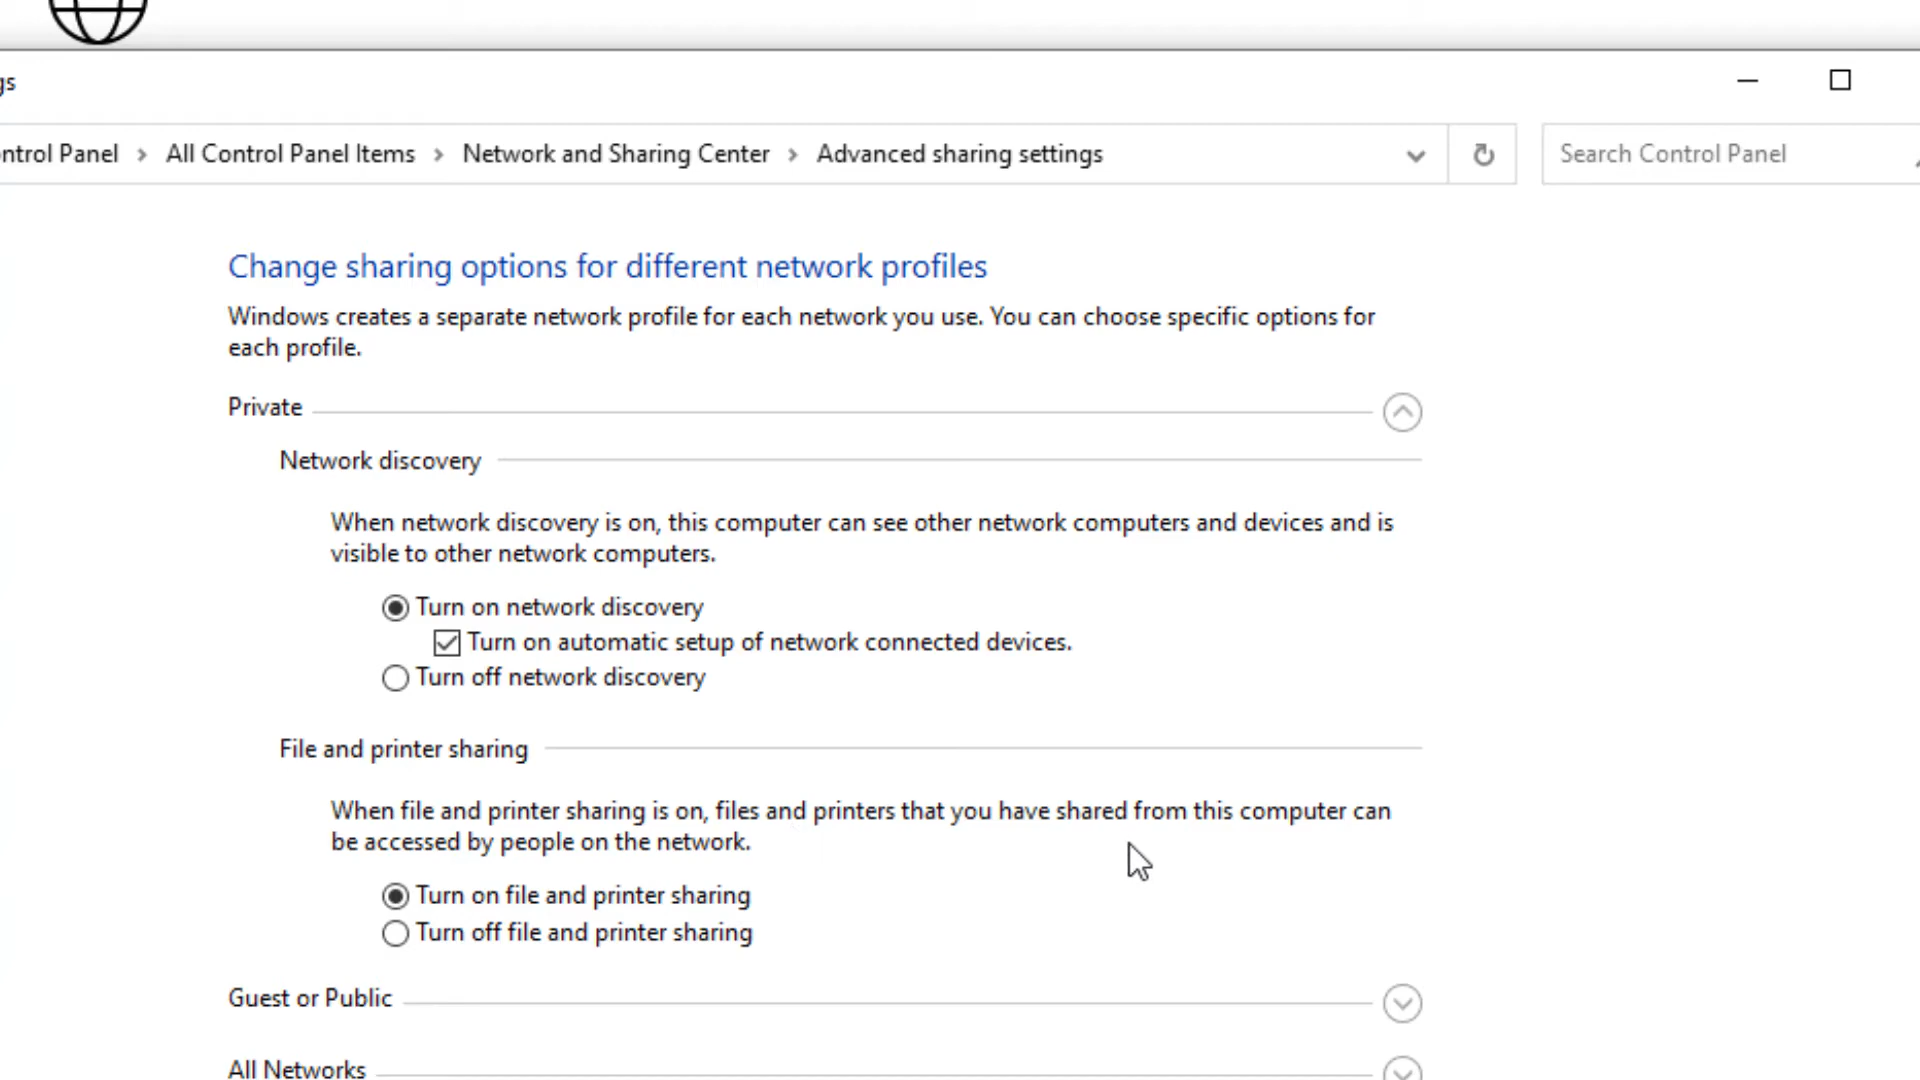 gs
ntrol Panel > All Control Panel Items > Network and Sharing Center > Advanced sharing settings
Search Control Panel
Change sharing options for different network profiles
Windows creates a separate network profile for each network you use. You can choose specific options for
each profile.
Private
Network discovery
When network discovery is on, this computer can see other network computers and devices and is
visible to other network computers.
Turn on network discovery
Turn on automatic setup of network connected devices.
Turn off network discovery
File and printer sharing
When file and printer sharing is on, files and printers that you have shared from this computer can
be accessed by people on the network.
Turn on file and printer sharing
Turn off file and printer sharing
Guest or Public
All Networks